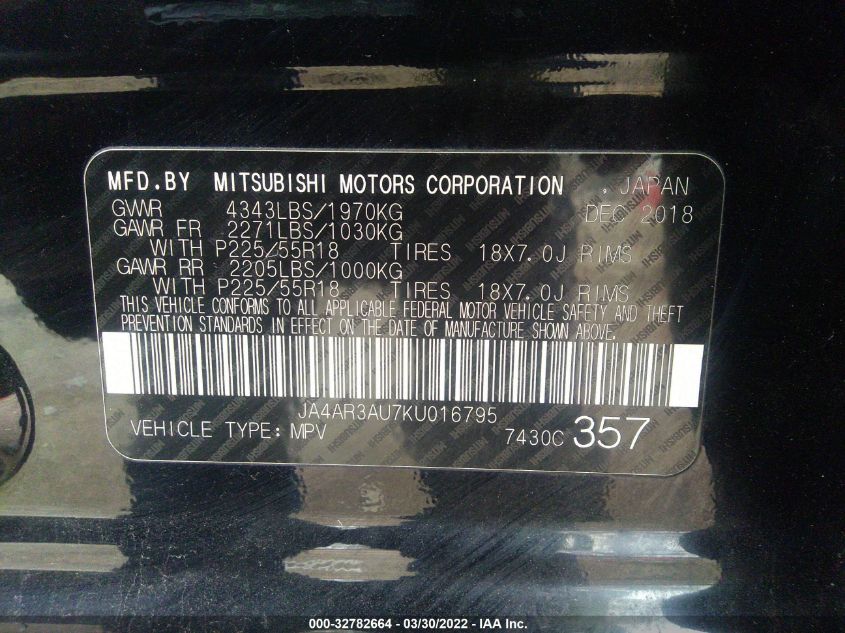 MFD.BY MITSUBISHI MOTORS CORPORATION , JAPAN
GVWR 4343LBS/1970KG DEC 2018
GAWR FR 2271LBS/1030KG
WITH P225/55R18 TIRES 18X7.0J RIMS
GAWR RR 2205LBS/1000KG
WITH P225/55R18 TIRES 18X7.0J RIMS
THIS VEHICLE CONFORMS TO ALL APPLICABLE FEDERAL MOTOR VEHICLE SAFETY AND THEFT
PREVENTION STANDARDS IN EFFECT ON THE DATE OF MANUFACTURE SHOWN ABOVE.
JA4AR3AU7KU016795
VEHICLE TYPE: MPV 7430C 357
000-32782664 - 03/30/2022 - IAA Inc.